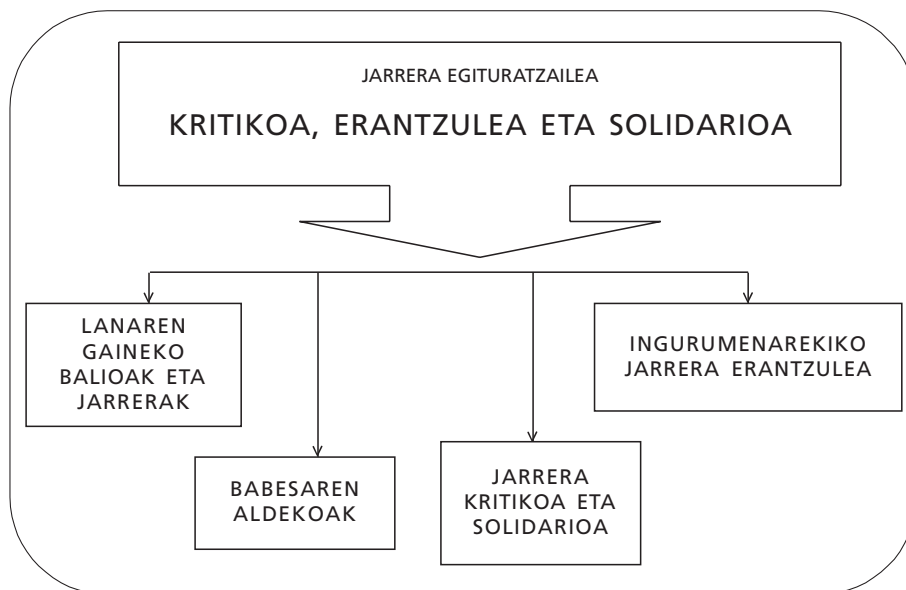 JARRERA EGITURATZAILEA
KRITIKOA, ERANTZULEA ETA SOLIDARIOA
LANAREN
GAINEKO
BALIOAK ETA
JARRERAK
BABESAREN
ALDEKOAK
JARRERA
KRITIKOA ETA
SOLIDARIOA
INGURUMENAREKIKO
JARRERA ERANTZULEA